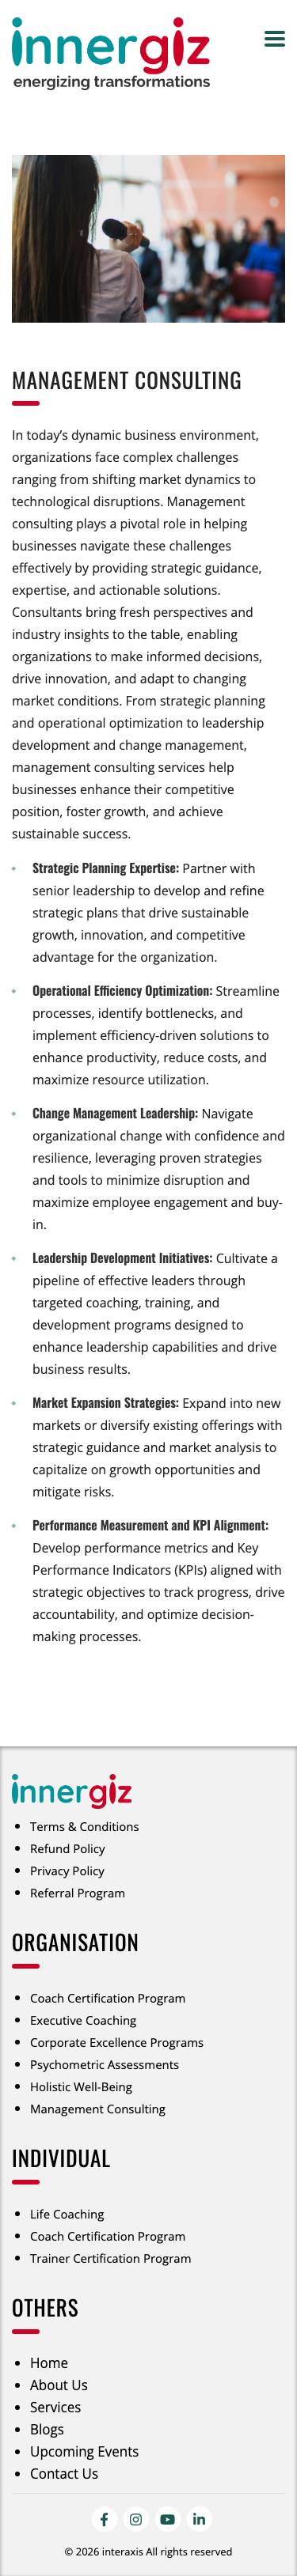 innergiz
energizing transformations
MANAGEMENT CONSULTING
In today’s dynamic business environment,
organizations face complex challenges
ranging from shifting market dynamics to
technological disruptions. Management
consulting plays a pivotal role in helping
businesses navigate these challenges
effectively by providing strategic guidance,
expertise, and actionable solutions.
Consultants bring fresh perspectives and
industry insights to the table, enabling
organizations to make informed decisions,
drive innovation, and adapt to changing
market conditions. From strategic planning
and operational optimization to leadership
development and change management,
management consulting services help
businesses enhance their competitive
position, foster growth, and achieve
sustainable success.
Strategic Planning Expertise: Partner with
senior leadership to develop and refine
strategic plans that drive sustainable
growth, innovation, and competitive
advantage for the organization.
Operational Efficiency Optimization: Streamline
processes, identify bottlenecks, and
implement efficiency-driven solutions to
enhance productivity, reduce costs, and
maximize resource utilization.
Change Management Leadership: Navigate
organizational change with confidence and
resilience, leveraging proven strategies
and tools to minimize disruption and
maximize employee engagement and buy-
in.
Leadership Development Initiatives: Cultivate a
pipeline of effective leaders through
targeted coaching, training, and
development programs designed to
enhance leadership capabilities and drive
business results.
Market Expansion Strategies: Expand into new
markets or diversify existing offerings with
strategic guidance and market analysis to
capitalize on growth opportunities and
mitigate risks.
Performance Measurement and KPI Alignment:
Develop performance metrics and Key
Performance Indicators (KPIs) aligned with
strategic objectives to track progress, drive
accountability, and optimize decision-
making processes.
innergiz
Terms & Conditions
Refund Policy
Privacy Policy
Referral Program
ORGANISATION
Coach Certification Program
Executive Coaching
Corporate Excellence Programs
Psychometric Assessments
Holistic Well-Being
Management Consulting
INDIVIDUAL
Life Coaching
Coach Certification Program
Trainer Certification Program
OTHERS
Home
About Us
Services
Blogs
Upcoming Events
Contact Us
© 2026 interaxis All rights reserved